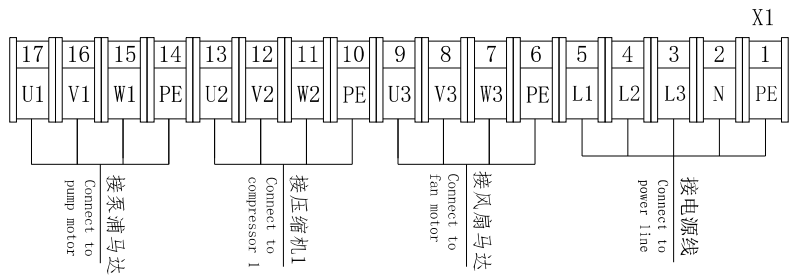 X1
17 16 15 14 13 12 11 10 9 8 7 6 5 4 3 2 1
U1 V1 W1 PE U2 V2 W2 PE U3 V3 W3 PE L1 L2 L3 N PE
接泵浦马达
Connect to
pump motor
接压缩机1
Connect to
compressor 1
接风扇马达
Connect to
fan motor
接电源线
Connect to
power line